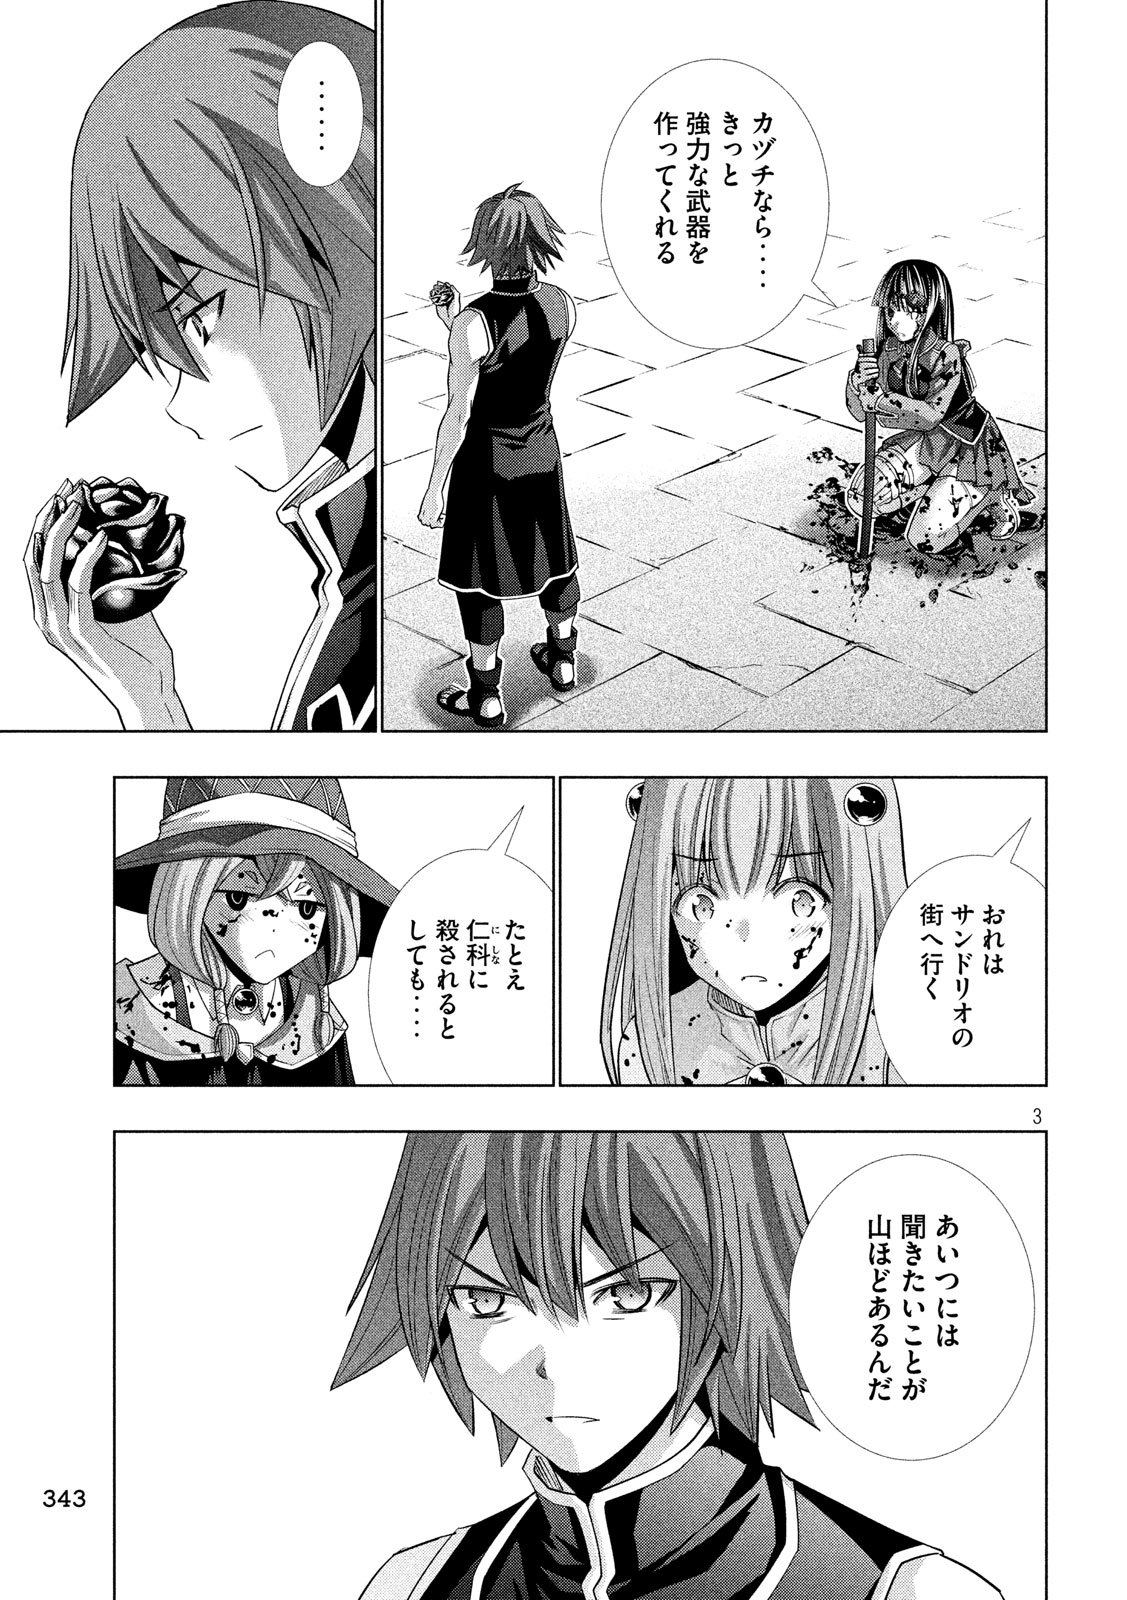 カヅチなら‥‥
きっと
強力な武器を
作ってくれる
‥‥‥
おれは
サンドリオの
街へ行く
たとえ
仁科に
にしな
殺されると
しても‥‥
3
あいつには
聞きたいことが
山ほどあるんだ
343